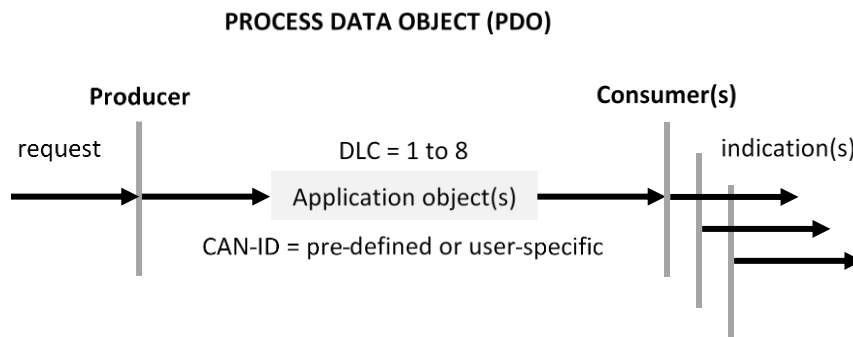 PROCESS DATA OBJECT (PDO)
Producer
Consumer(s)
request
DLC = 1 to 8
indication(s)
Application object(s)
CAN-ID = pre-defined or user-specific